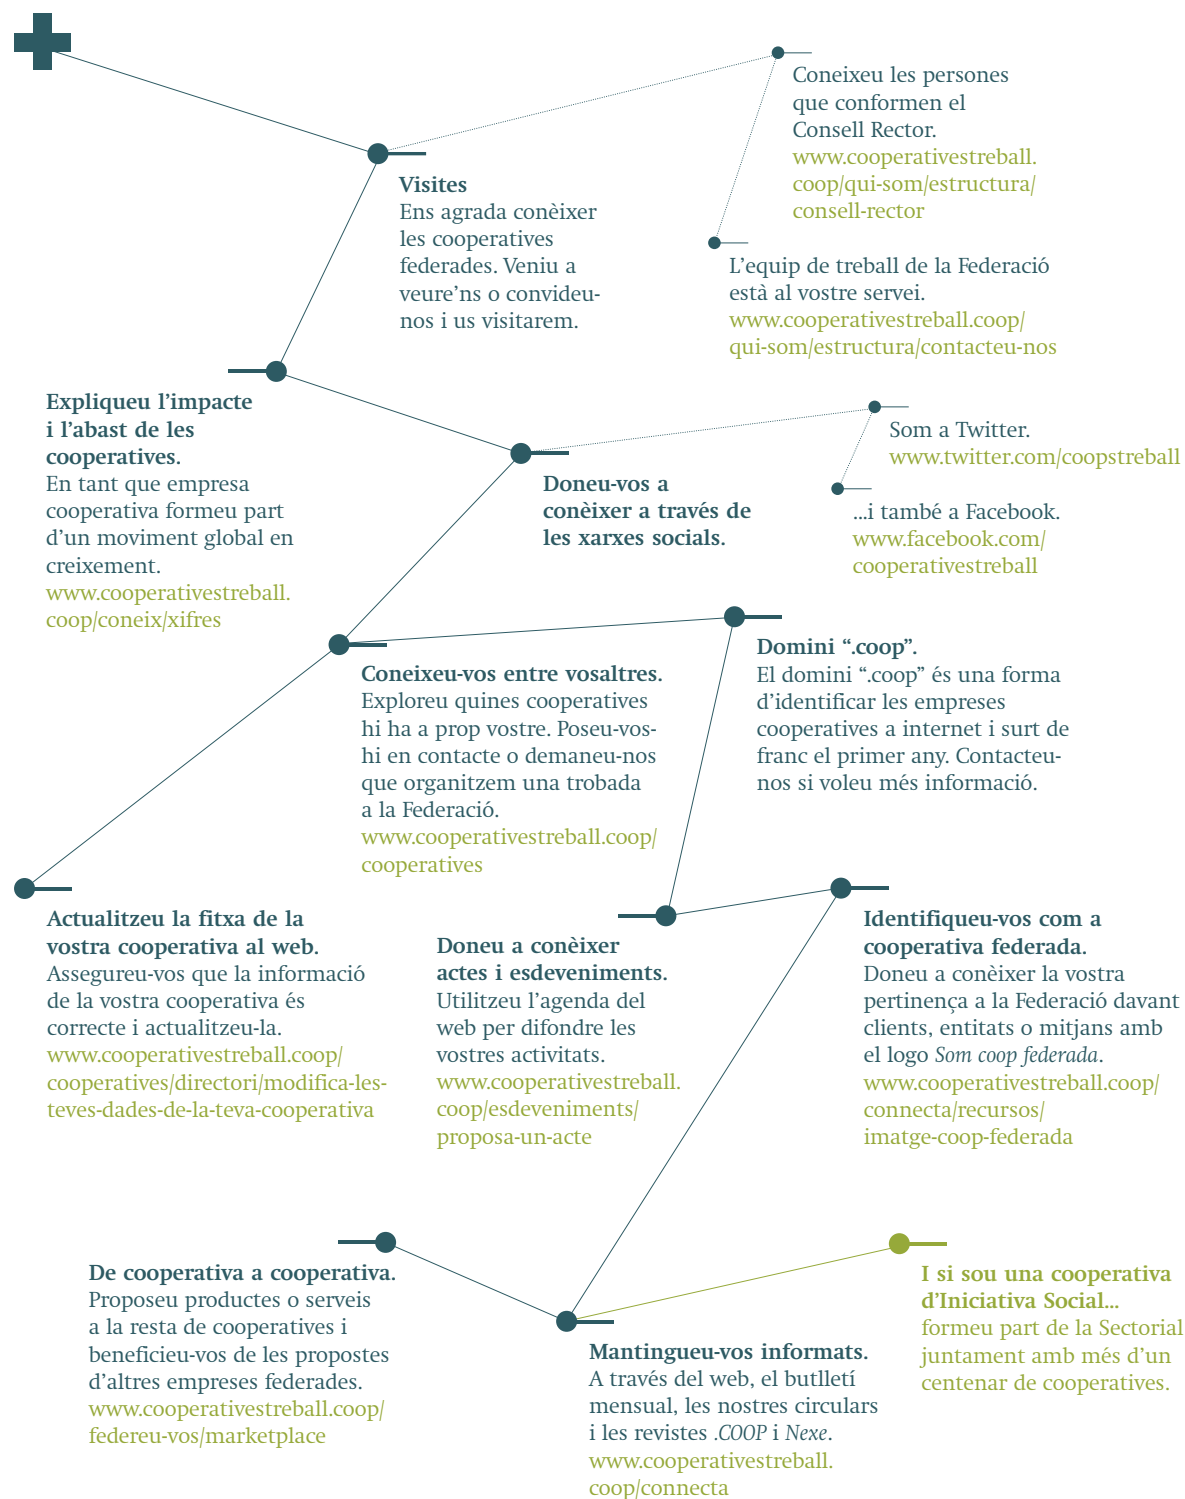 Coneixeu les persones
que conformen el
Consell Rector.
www.cooperativestreball.
coop/qui-som/estructura/
consell-rector
Visites
Ens agrada conèixer
les cooperatives
federades. Veniu a
veure’ns o convideu-
nos i us visitarem.
L’equip de treball de la Federació
està al vostre servei.
www.cooperativestreball.coop/
qui-som/estructura/contacteu-nos
Expliqueu l’impacte
i l’abast de les
cooperatives.
En tant que empresa
cooperativa formeu part
d’un moviment global en
creixement.
www.cooperativestreball.
coop/coneix/xifres
Doneu-vos a
conèixer a través de
les xarxes socials.
Som a Twitter.
www.twitter.com/coopstreball
...i també a Facebook.
www.facebook.com/
cooperativestreball
Coneixeu-vos entre vosaltres.
Exploreu quines cooperatives
hi ha a prop vostre. Poseu-vos-
hi en contacte o demaneu-nos
que organitzem una trobada
a la Federació.
www.cooperativestreball.coop/
cooperatives
Domini “.coop”.
El domini “.coop” és una forma
d’identificar les empreses
cooperatives a internet i surt de
franc el primer any. Contacteu-
nos si voleu més informació.
Actualitzeu la fitxa de la
vostra cooperativa al web.
Assegureu-vos que la informació
de la vostra cooperativa és
correcte i actualitzeu-la.
www.cooperativestreball.coop/
cooperatives/directori/modifica-les-
teves-dades-de-la-teva-cooperativa
Doneu a conèixer
actes i esdeveniments.
Utilitzeu l’agenda del
web per difondre les
vostres activitats.
www.cooperativestreball.
coop/esdeveniments/
proposa-un-acte
Identifiqueu-vos com a
cooperativa federada.
Doneu a conèixer la vostra
pertinença a la Federació davant
clients, entitats o mitjans amb
el logo Som coop federada.
www.cooperativestreball.coop/
connecta/recursos/
imatge-coop-federada
De cooperativa a cooperativa.
Proposeu productes o serveis
a la resta de cooperatives i
beneficieu-vos de les propostes
d’altres empreses federades.
www.cooperativestreball.coop/
federeu-vos/marketplace
Mantingueu-vos informats.
A través del web, el butlletí
mensual, les nostres circulars
i les revistes .COOP i Nexe.
www.cooperativestreball.
coop/connecta
I si sou una cooperativa
d’Iniciativa Social...
formeu part de la Sectorial
juntament amb més d’un
centenar de cooperatives.